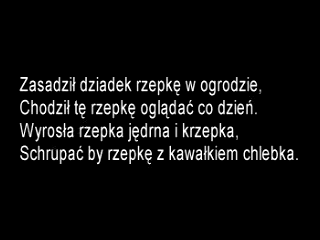 Zasadził dziadek rzepkę w ogrodzie,
Chodził tę rzepkę oglądać co dzień.
Wyrosła rzepka jędrna i krzepka,
Schrupać by rzepkę z kawałkiem chlebka.